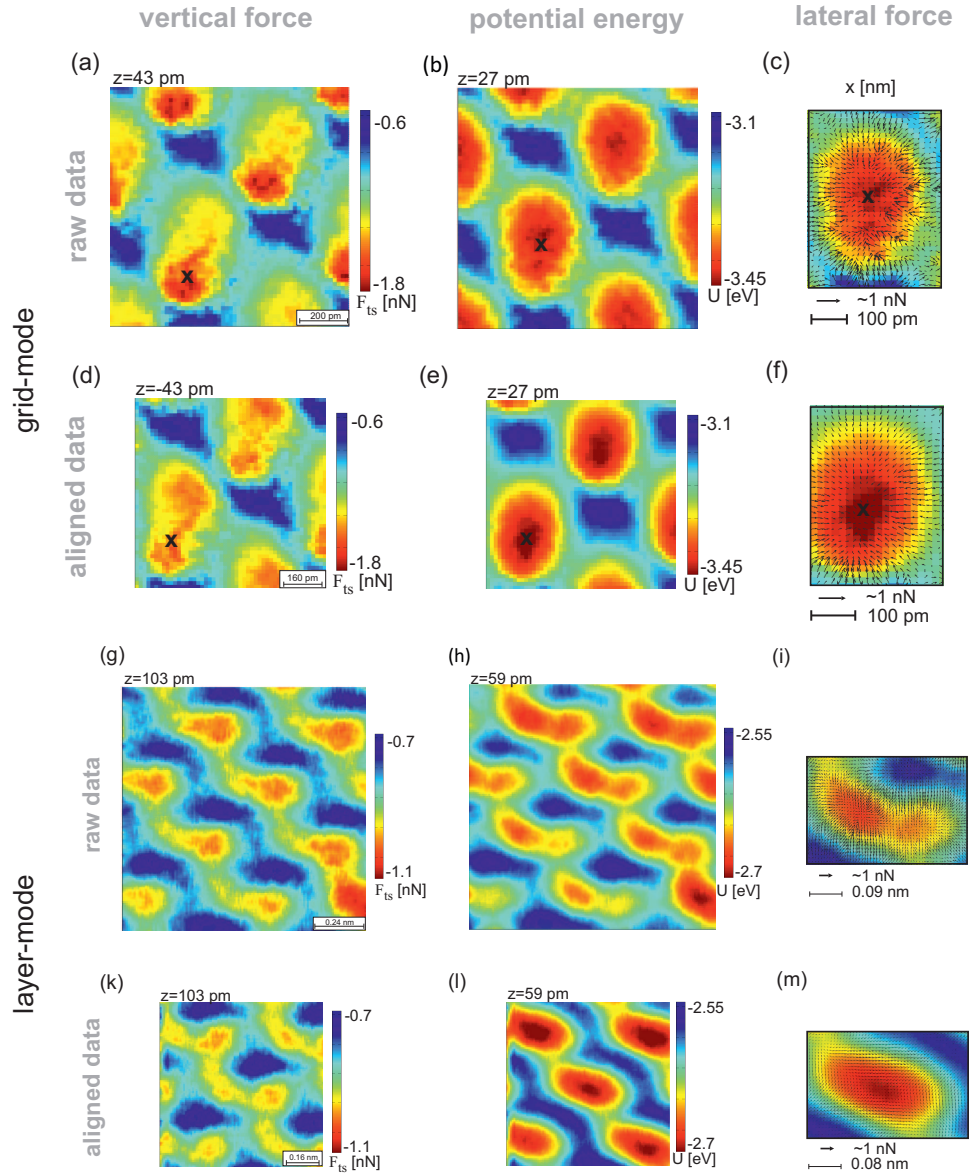 vertical force
potential energy
lateral force
grid-mode
raw data
(a)
z=43 pm
-0.6
-1.8
F_ts [nN]
200 pm
x
(b)
z=27 pm
-3.1
-3.45
U [eV]
x
(c)
x [nm]
x
~1 nN
100 pm
aligned data
(d)
z=-43 pm
-0.6
-1.8
F_ts [nN]
160 pm
x
(e)
z=27 pm
-3.1
-3.45
U [eV]
x
(f)
x
~1 nN
100 pm
layer-mode
raw data
(g)
z=103 pm
-0.7
-1.1
F_ts [nN]
0.24 nm
(h)
z=59 pm
-2.55
-2.7
U [eV]
(i)
~1 nN
0.09 nm
aligned data
(k)
z=103 pm
-0.7
-1.1
F_ts [nN]
0.16 nm
(l)
z=59 pm
-2.55
-2.7
U [eV]
(m)
~1 nN
0.08 nm